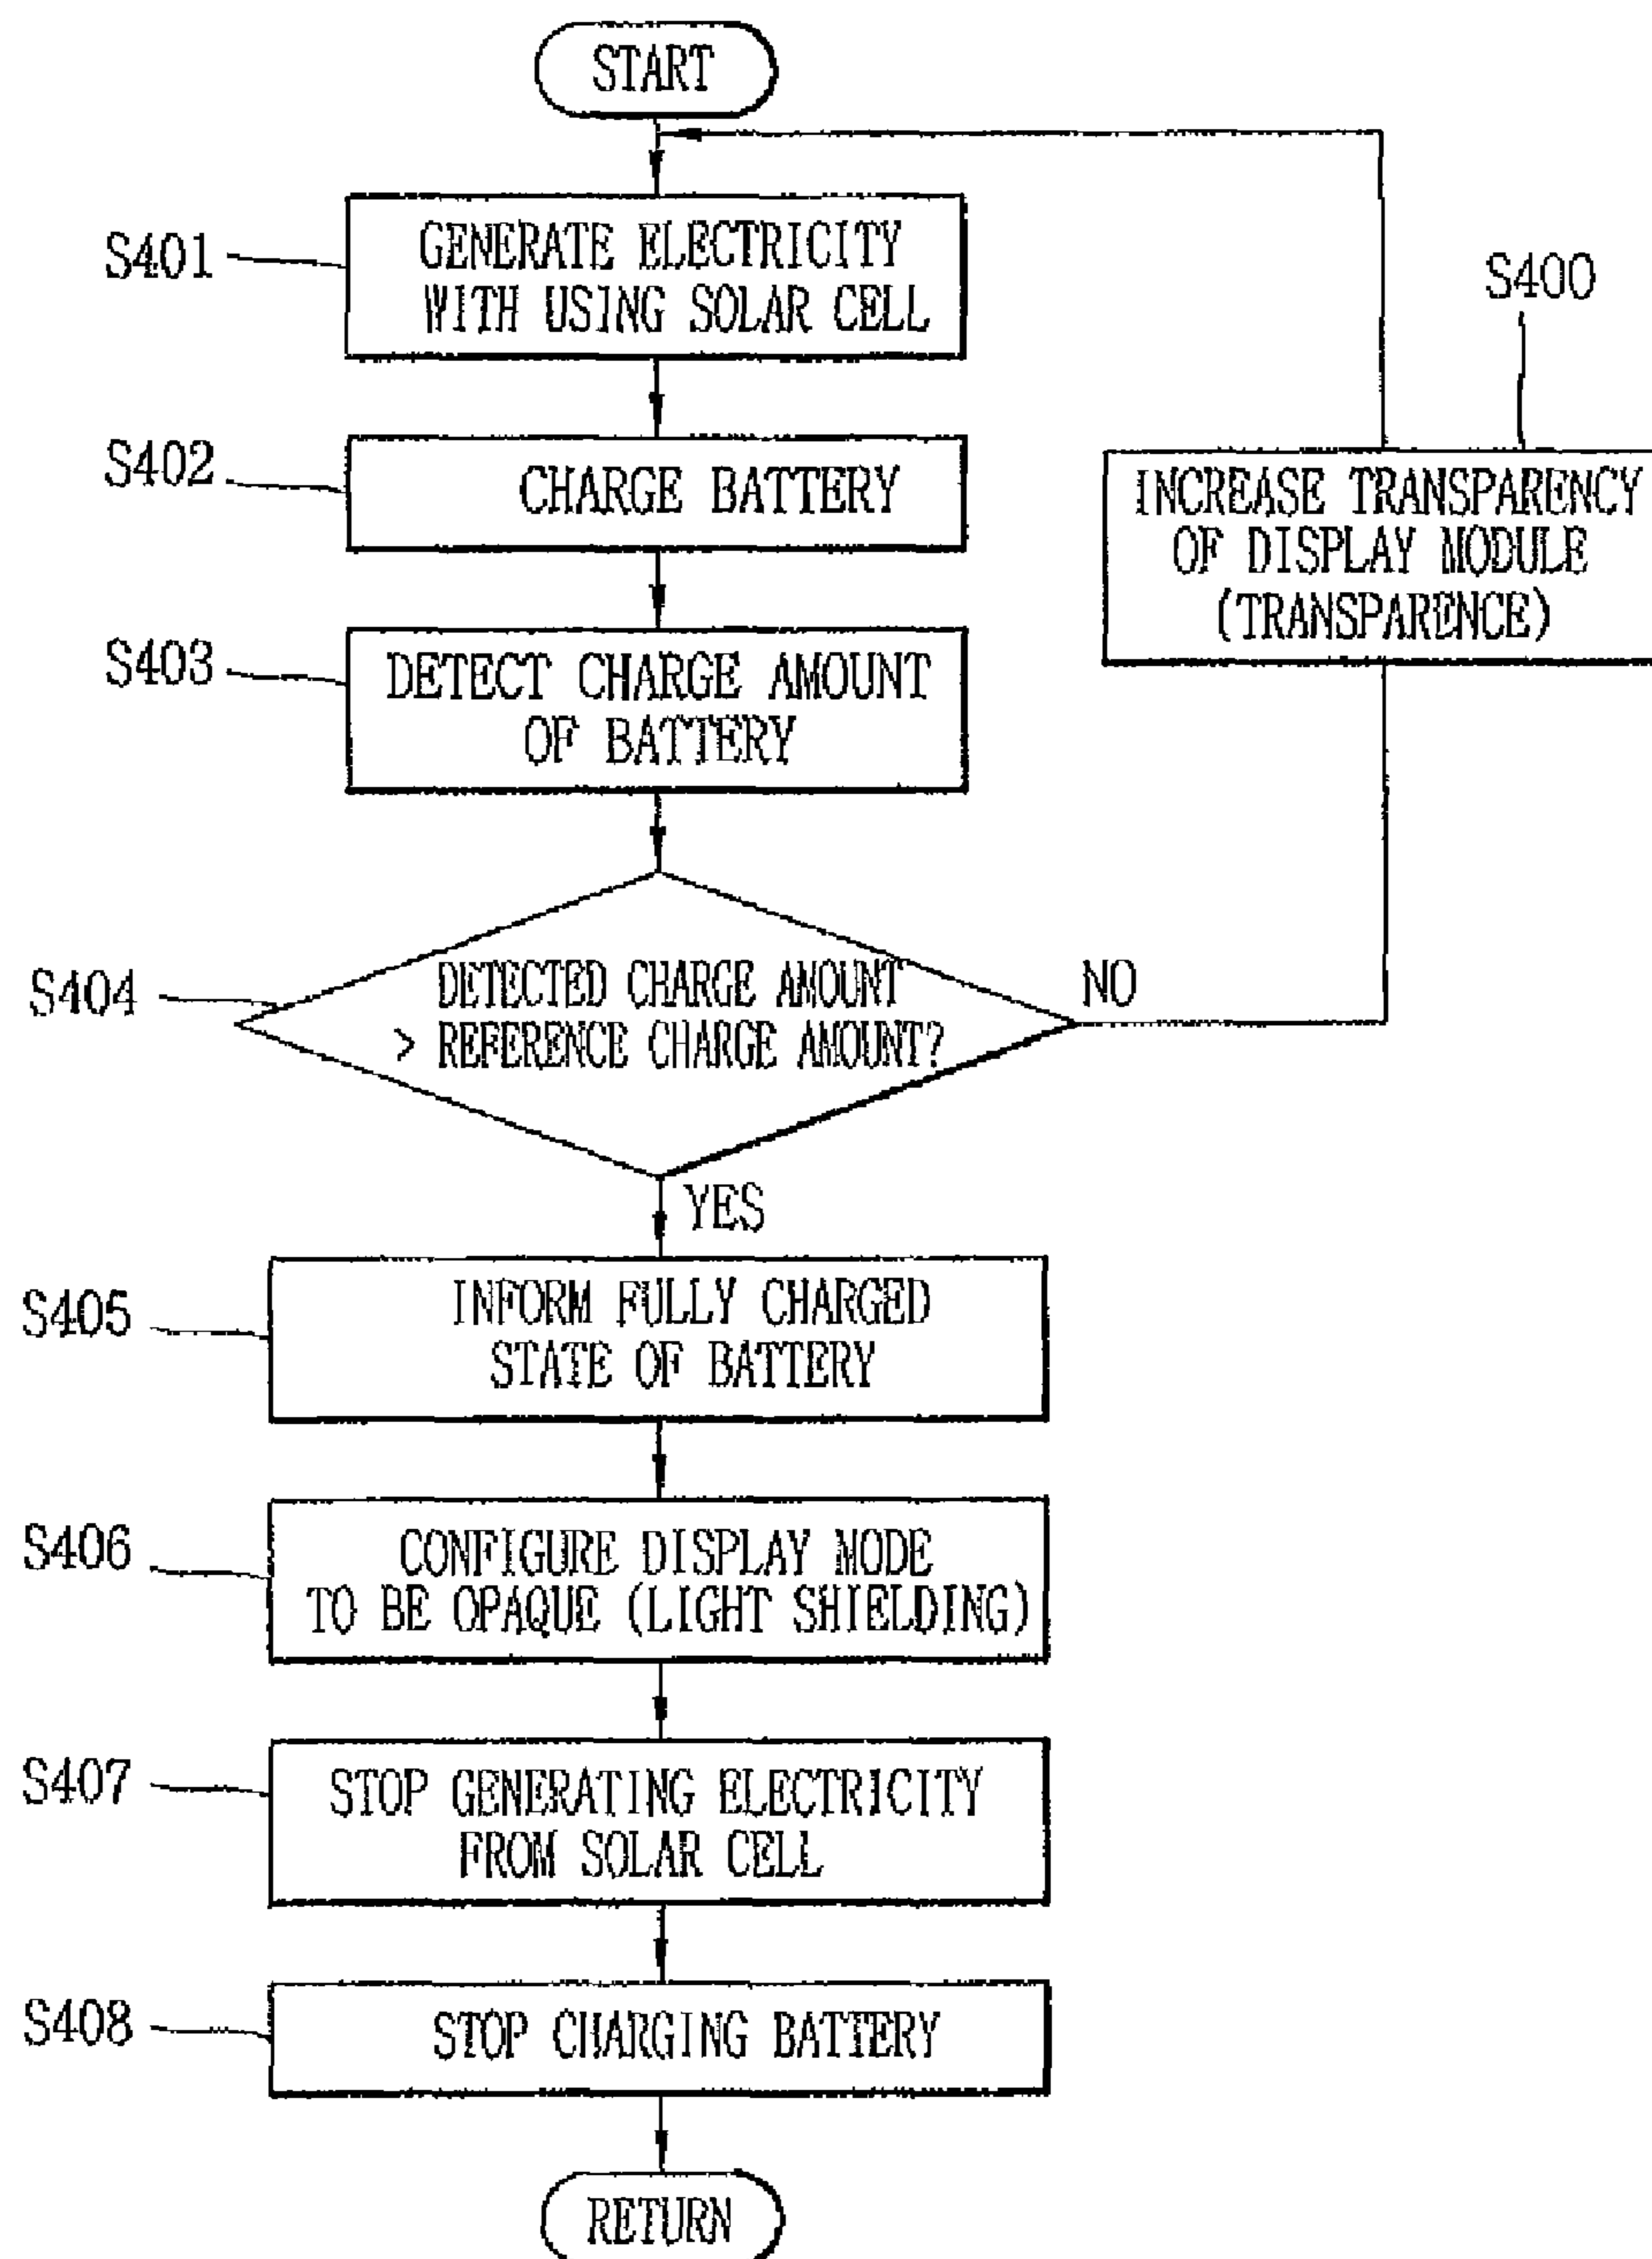 START
S401
GENERATE ELECTRICITY
WITH USING SOLAR CELL
S400
INCREASE TRANSPARENCY
OF DISPLAY MODULE
(TRANSPARENCE)
S402
CHARGE BATTERY
S403
DETECT CHARGE AMOUNT
OF BATTERY
S404
DETECTED CHARGE AMOUNT
> REFERENCE CHARGE AMOUNT?
NO
YES
S405
INFORM FULLY CHARGED
STATE OF BATTERY
S406
CONFIGURE DISPLAY MODE
TO BE OPAQUE (LIGHT SHIELDING)
S407
STOP GENERATING ELECTRICITY
FROM SOLAR CELL
S408
STOP CHARGING BATTERY
RETURN